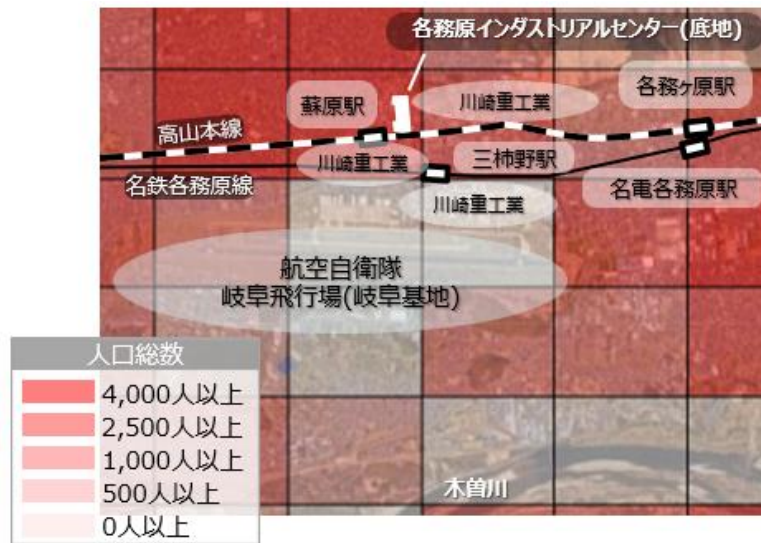 各務原インダストリアルセンター(底地)
蘇原駅
川崎重工業
各務ヶ原駅
高山本線
川崎重工業
三柿野駅
名鉄各務原線
川崎重工業
名電各務原駅
航空自衛隊
岐阜飛行場(岐阜基地)
人口総数
4,000人以上
2,500人以上
1,000人以上
500人以上
0人以上
木曽川